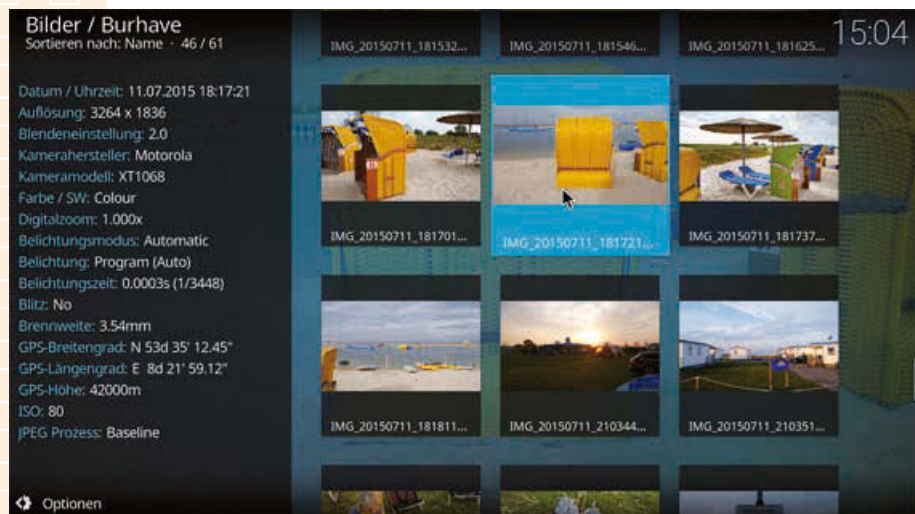 Bilder / Burhave
Sortieren nach: Name · 46 / 61
15:04
Datum / Uhrzeit: 11.07.2015 18:17:21
Auflösung: 3264 x 1836
Blendeneinstellung: 2.0
Kamerahersteller: Motorola
Kameramodell: XT1068
Farbe / SW: Colour
Digitalzoom: 1.000x
Belichtungsmodus: Automatic
Belichtung: Program (Auto)
Belichtungszeit: 0.0003s (1/3448)
Blitz: No
Brennweite: 3.54mm
GPS-Breitengrad: N 53d 35' 12.45"
GPS-Längengrad: E 8d 21' 59.12"
GPS-Höhe: 42000m
ISO: 80
JPEG Prozess: Baseline
Optionen
IMG_20150711_181532... IMG_20150711_181546... IMG_20150711_181625...
IMG_20150711_181701... IMG_20150711_181721... IMG_20150711_181737...
IMG_20150711_181811... IMG_20150711_210344... IMG_20150711_210351...